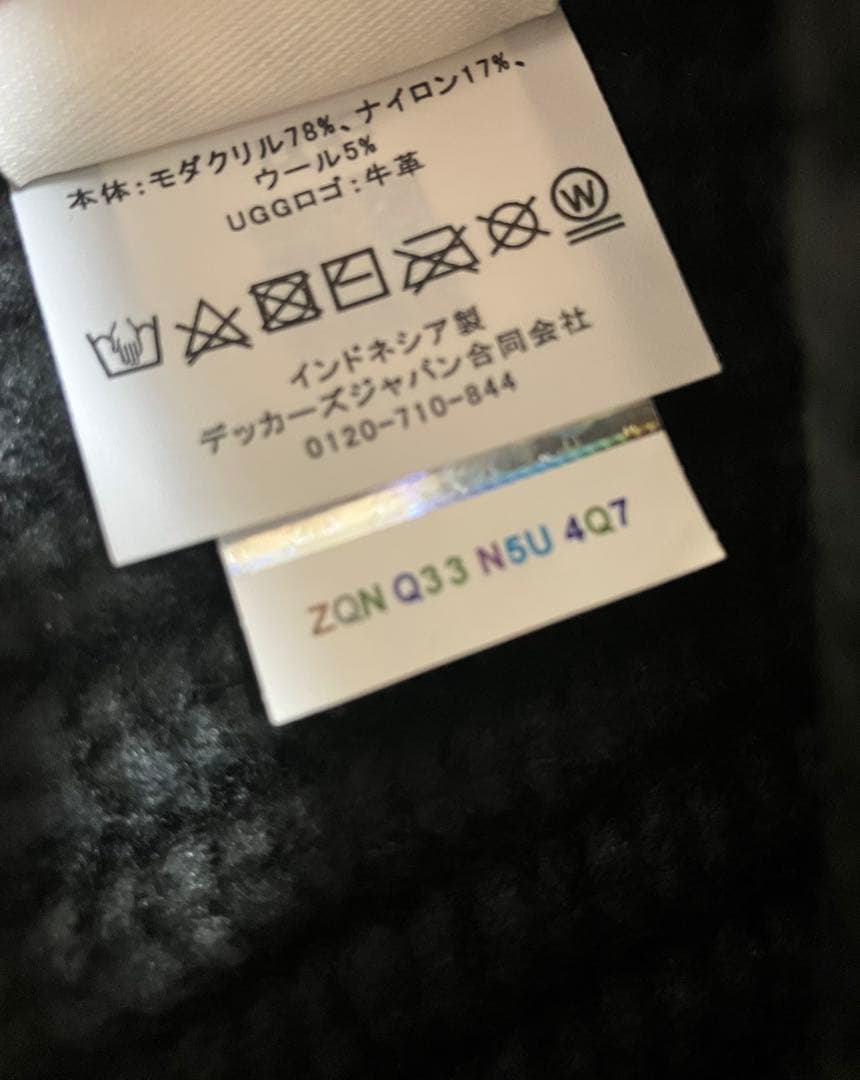 本体:モダクリル78%、ナイロン17%、
ウール5%
UGGロゴ:牛革
W
インドネシア製
デッカーズジャパン合同会社
0120-710-844
ZQN Q33 N5U 4Q7